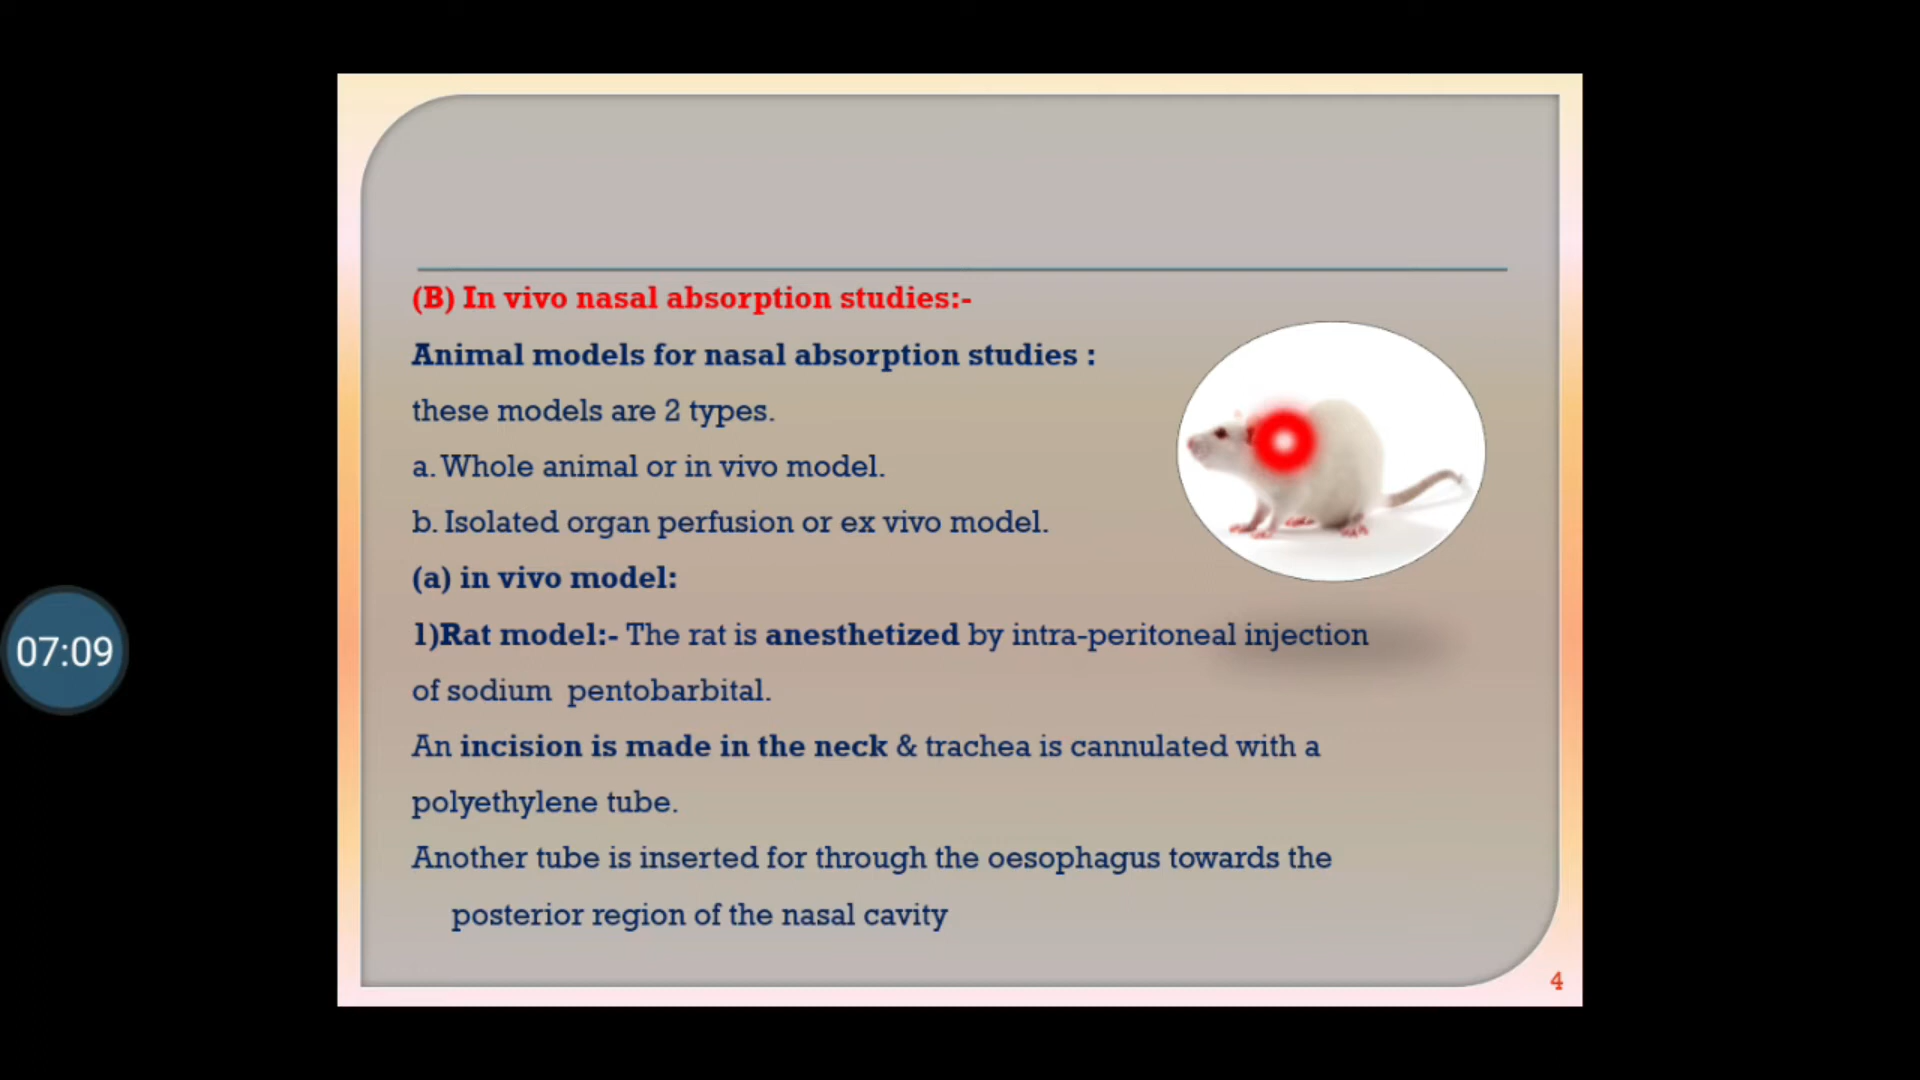 (B) In vivo nasal absorption studies:-
Animal models for nasal absorption studies :
these models are 2 types.
a. Whole animal or in vivo model.
b. Isolated organ perfusion or ex vivo model.
(a) in vivo model:
1)Rat model:- The rat is anesthetized by intra-peritoneal injection
of sodium pentobarbital.
An incision is made in the neck & trachea is cannulated with a
polyethylene tube.
Another tube is inserted for through the oesophagus towards the
posterior region of the nasal cavity
07:09
4